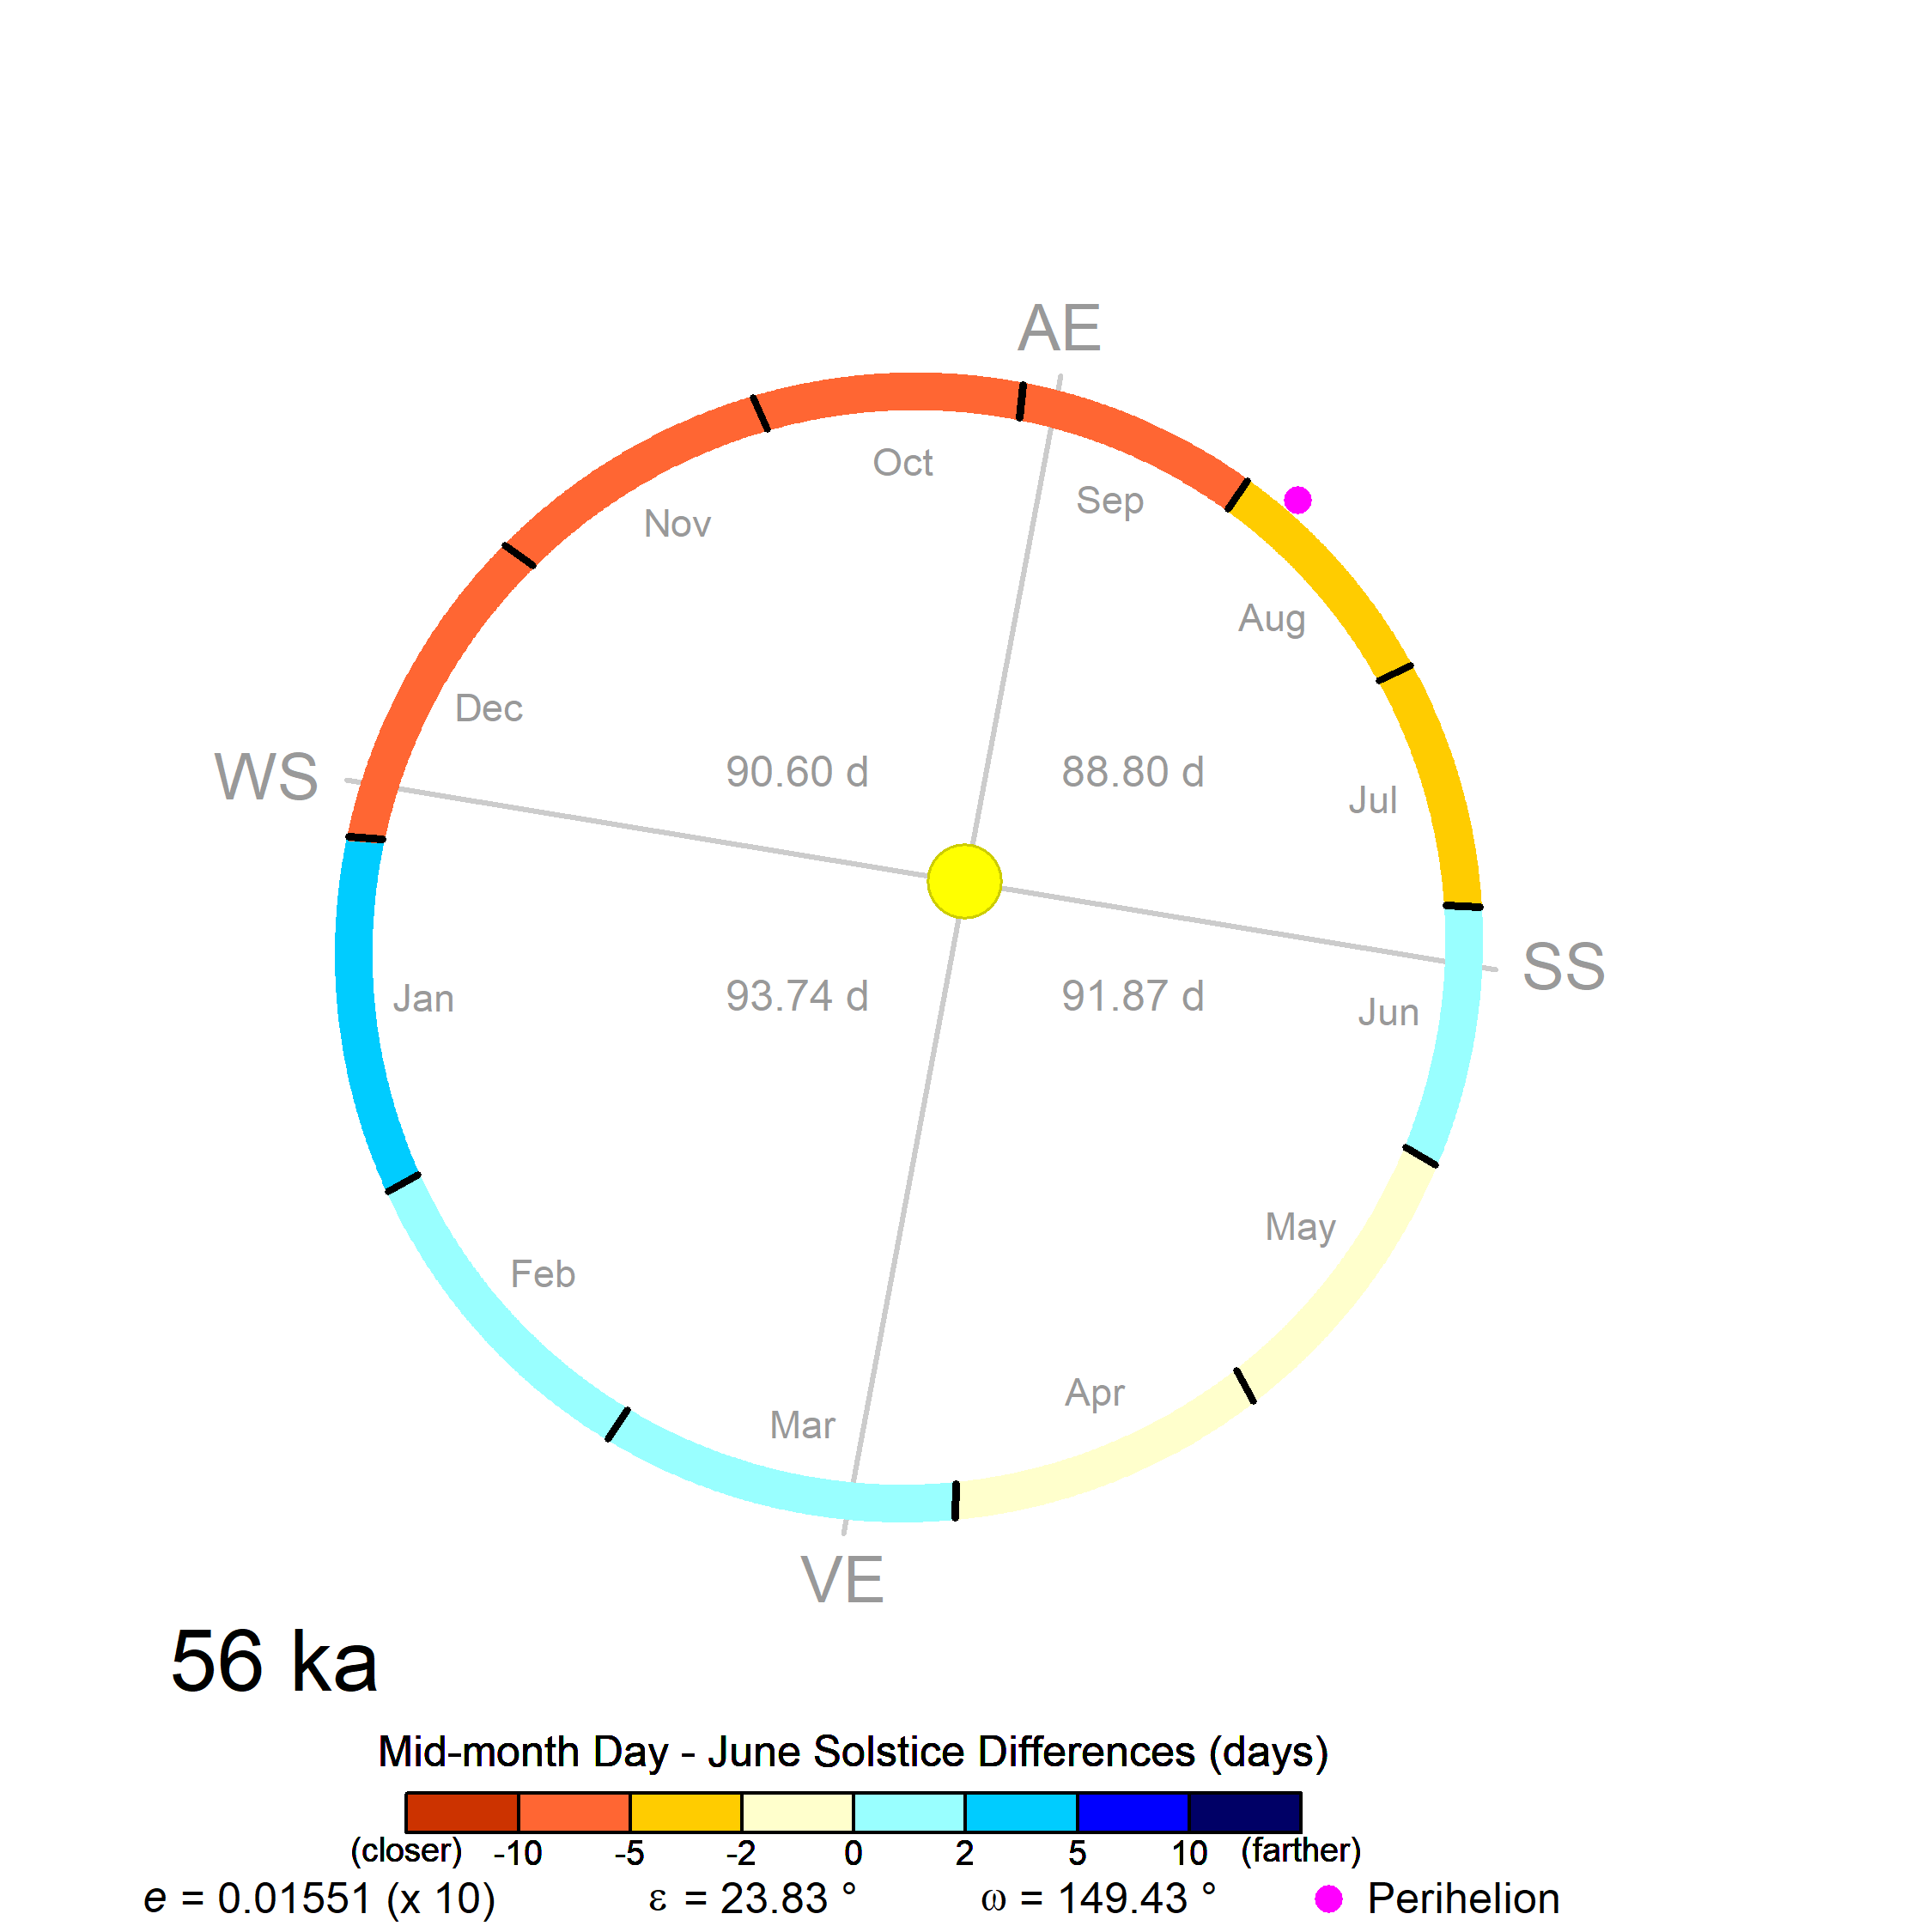 AE
Oct
Sep
Nov
Aug
Dec
WS
90.60 d
88.80 d
Jul
SS
93.74 d
91.87 d
Jan
Jun
May
Feb
Apr
Mar
VE
56 ka
Mid-month Day - June Solstice Differences (days)
(closer) -10 -5 -2 0 2 5 10 (farther)
e = 0.01551 (x 10) ε = 23.83 ° ω = 149.43 ° Perihelion